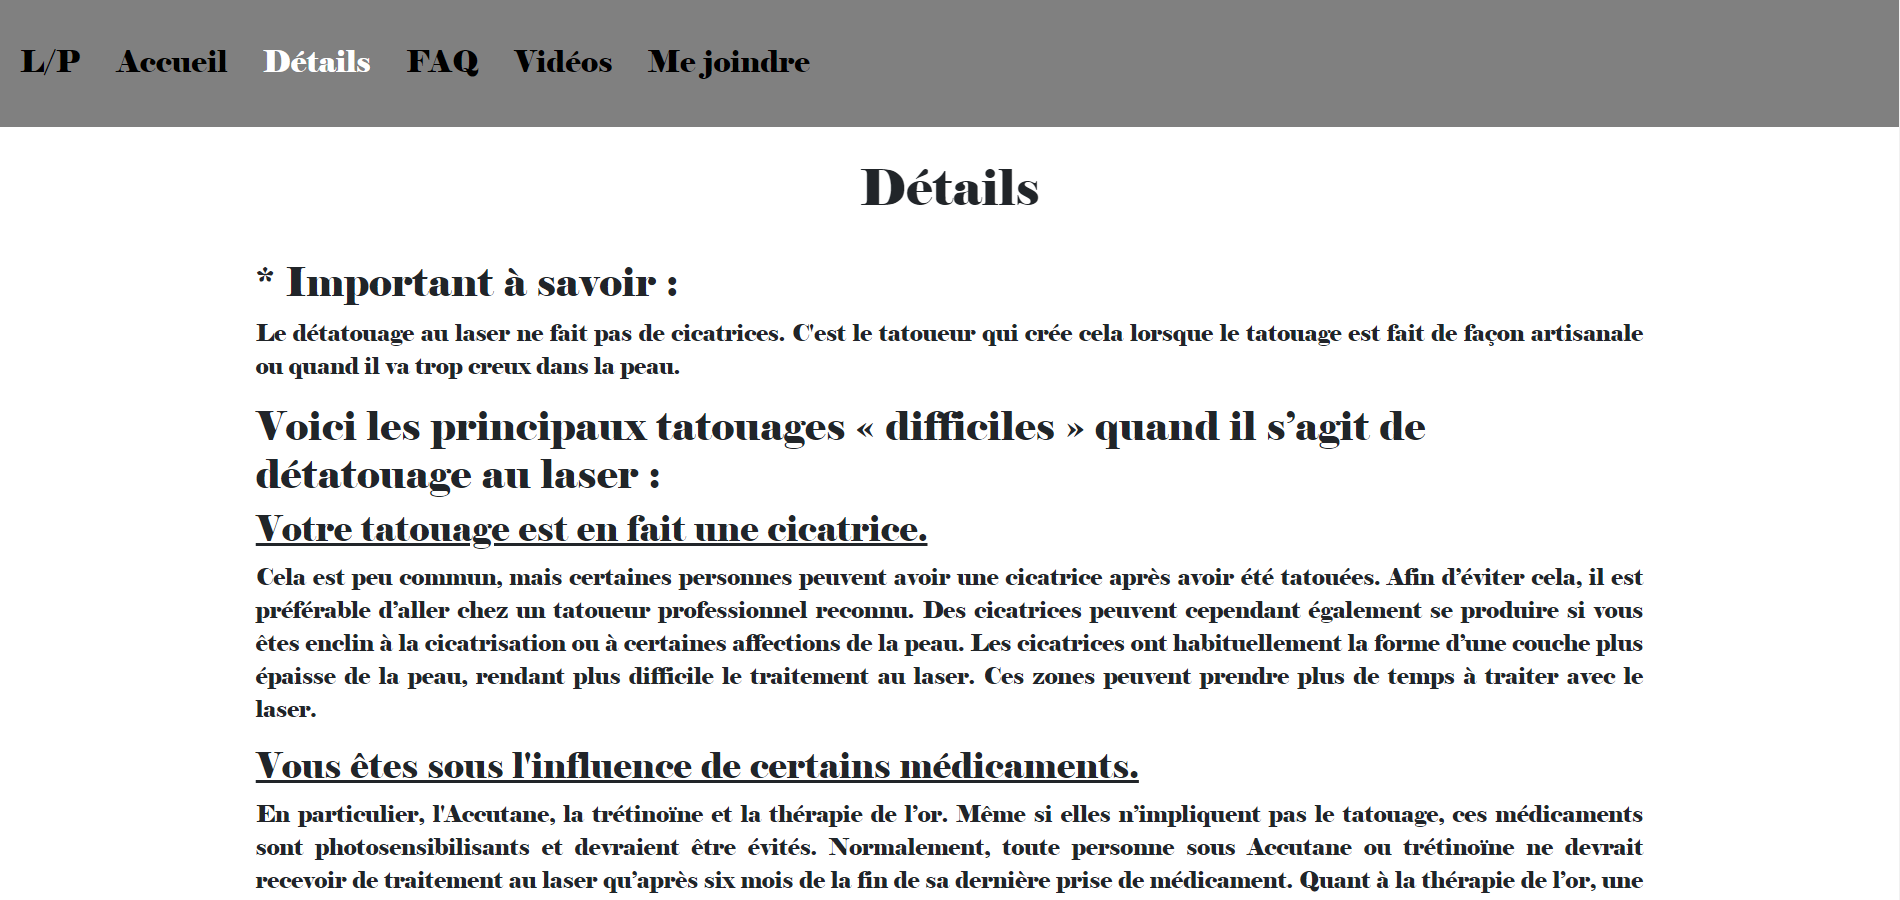 L/P Accueil Détails FAQ Vidéos Me joindre
Détails
* Important à savoir :
Le détatouage au laser ne fait pas de cicatrices. C'est le tatoueur qui crée cela lorsque le tatouage est fait de façon artisanale
ou quand il va trop creux dans la peau.
Voici les principaux tatouages « difficiles » quand il s’agit de
détatouage au laser :
Votre tatouage est en fait une cicatrice.
Cela est peu commun, mais certaines personnes peuvent avoir une cicatrice après avoir été tatouées. Afin d’éviter cela, il est
préférable d’aller chez un tatoueur professionnel reconnu. Des cicatrices peuvent cependant également se produire si vous
êtes enclin à la cicatrisation ou à certaines affections de la peau. Les cicatrices ont habituellement la forme d’une couche plus
épaisse de la peau, rendant plus difficile le traitement au laser. Ces zones peuvent prendre plus de temps à traiter avec le
laser.
Vous êtes sous l'influence de certains médicaments.
En particulier, l'Accutane, la trétinoïne et la thérapie de l’or. Même si elles n’impliquent pas le tatouage, ces médicaments
sont photosensibilisants et devraient être évités. Normalement, toute personne sous Accutane ou trétinoïne ne devrait
recevoir de traitement au laser qu’après six mois de la fin de sa dernière prise de médicament. Quant à la thérapie de l’or, une